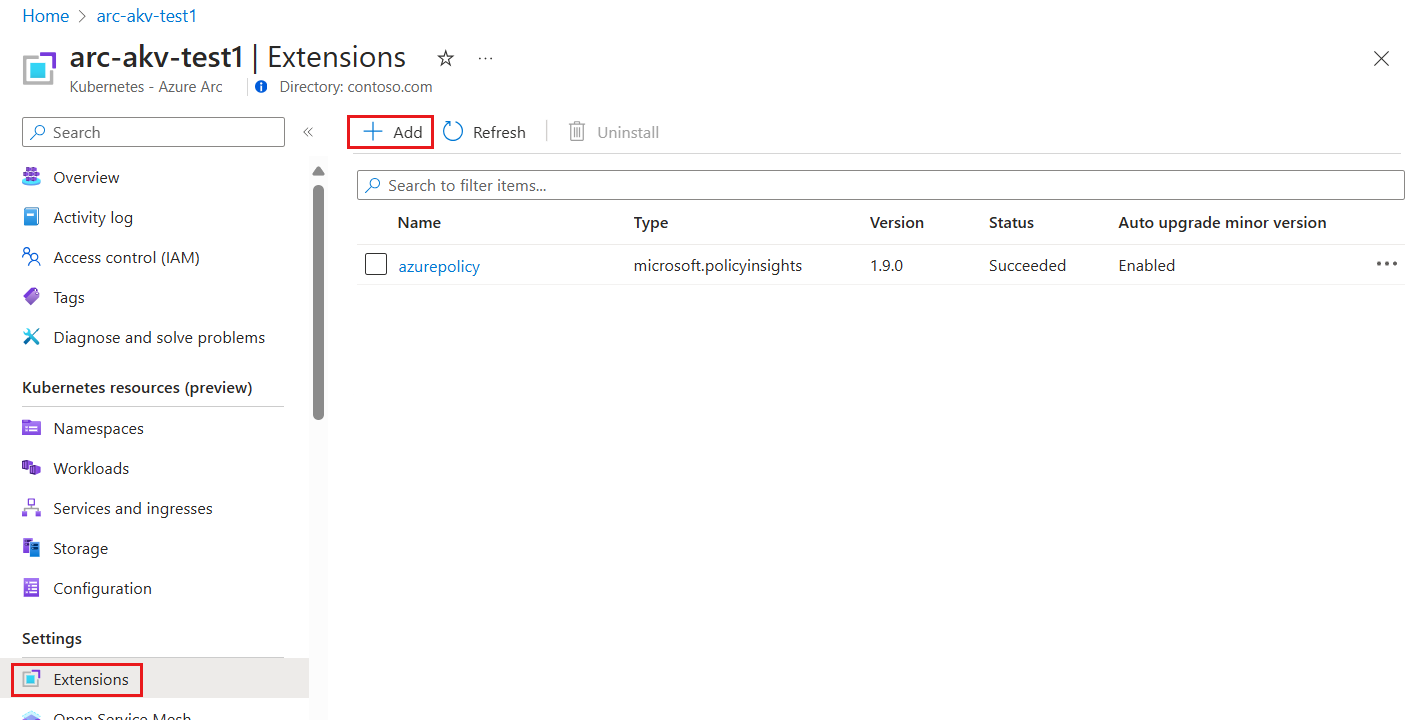 Home > arc-akv-test1
arc-akv-test1 | Extensions
Kubernetes - Azure Arc
Directory: contoso.com
Search
Overview
Activity log
Access control (IAM)
Tags
Diagnose and solve problems
Kubernetes resources (preview)
Namespaces
Workloads
Services and ingresses
Storage
Configuration
Settings
Extensions
Open Service Mesh
Add Refresh Uninstall
Search to filter items...
Name Type Version Status Auto upgrade minor version
azurepolicy microsoft.policyinsights 1.9.0 Succeeded Enabled